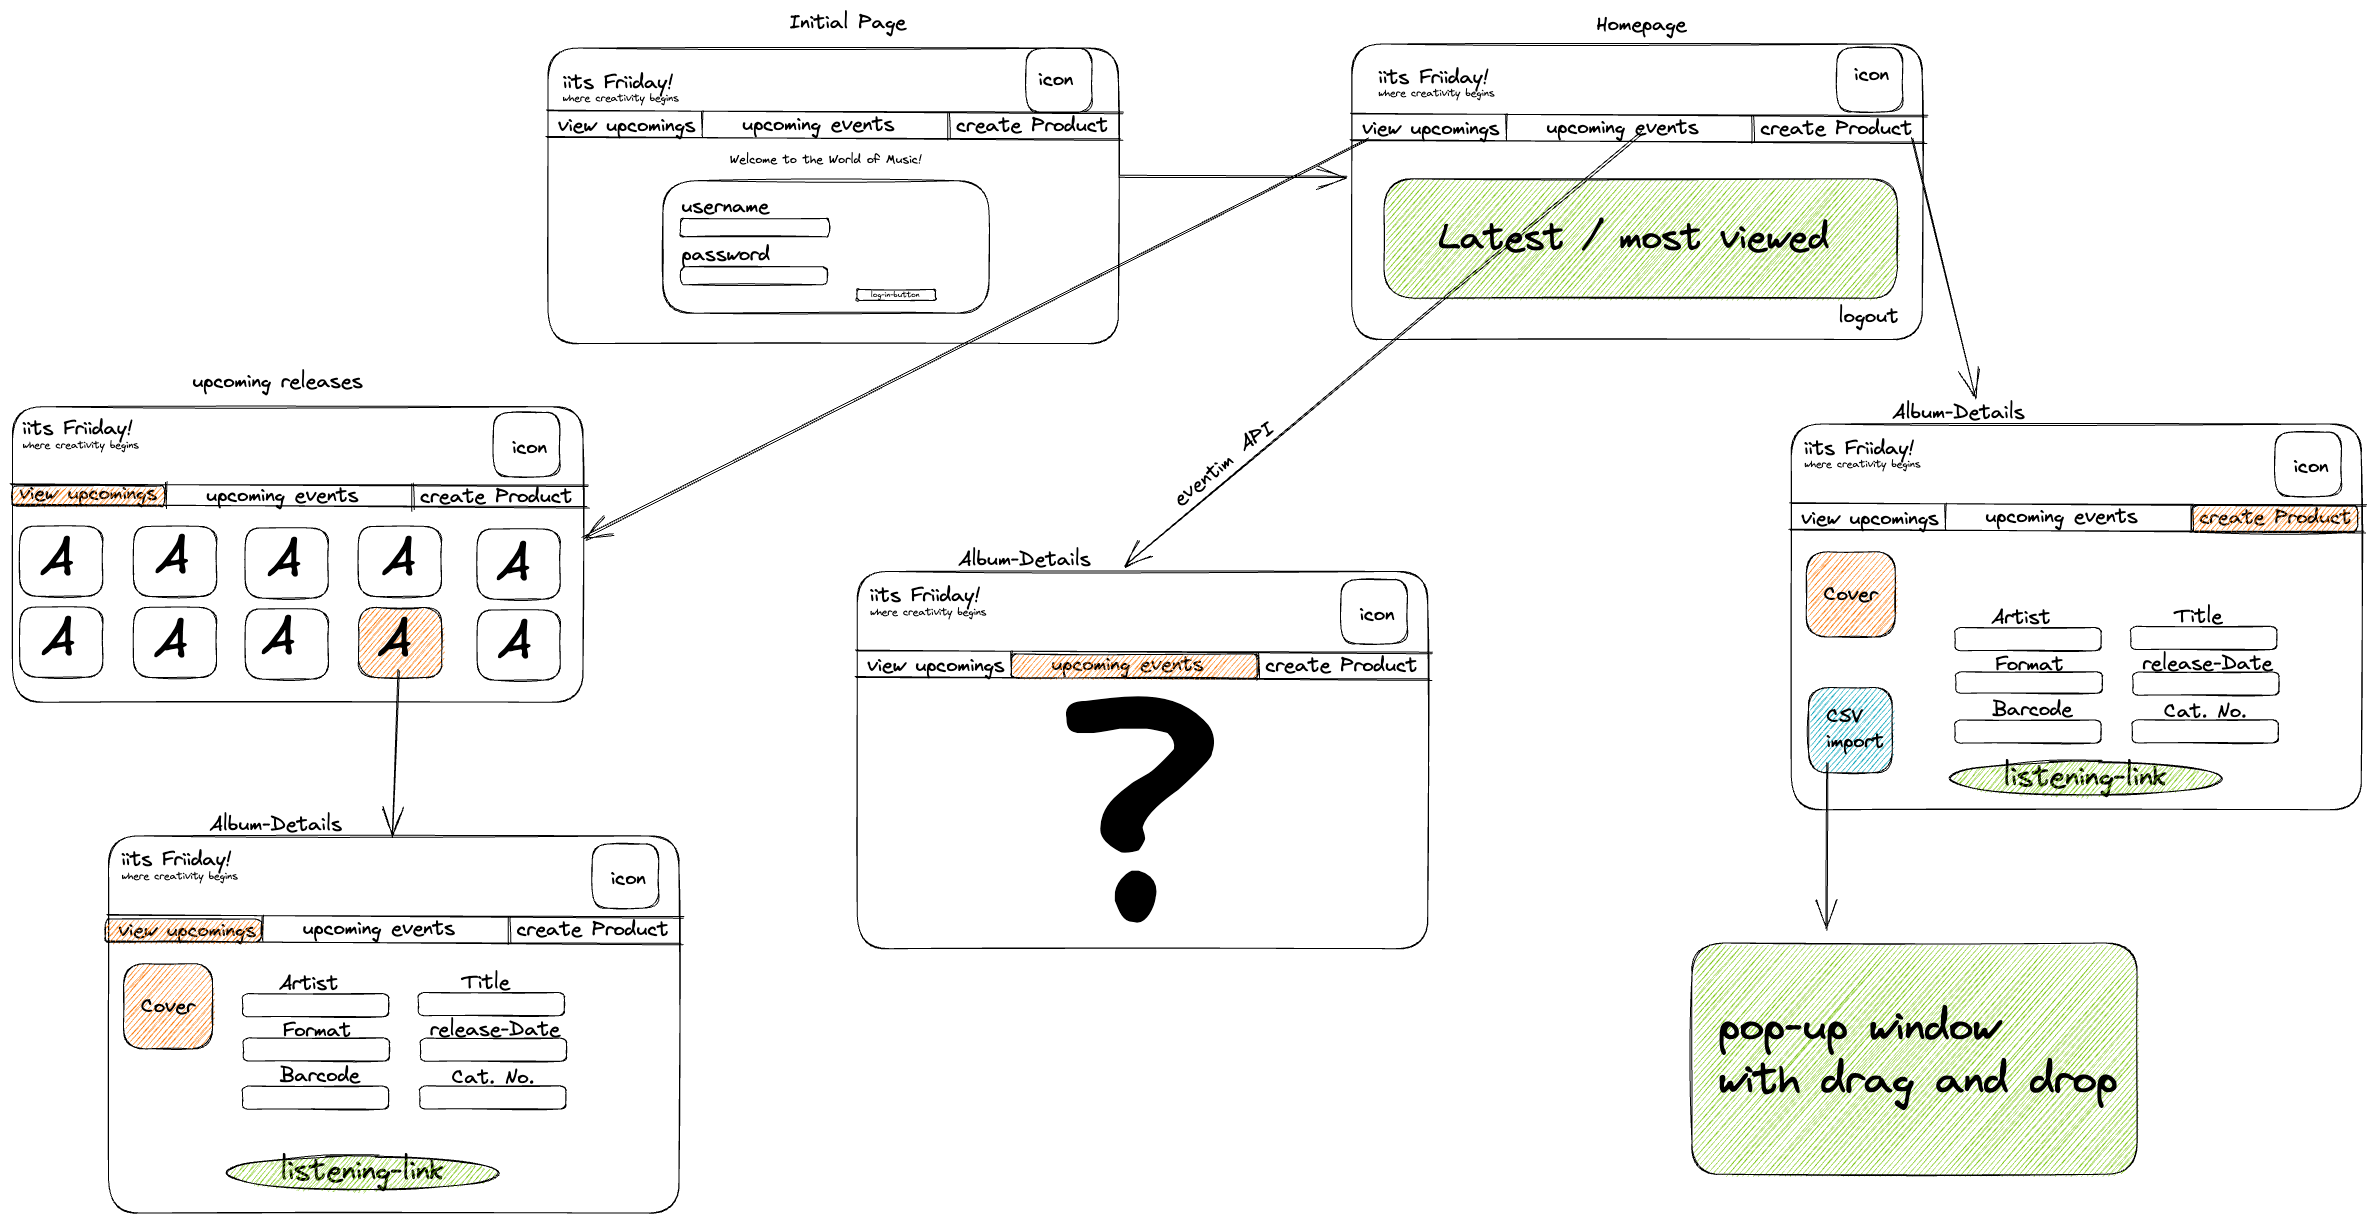 Initial Page
iits Friiday!
where creativity begins
icon
view upcomings
upcoming events
create Product
Welcome to the World of Music!
username
password
log-in-button
Homepage
iits Friiday!
where creativity begins
icon
view upcomings
upcoming events
create Product
Latest / most viewed
logout
upcoming releases
iits Friiday!
where creativity begins
icon
view upcomings
upcoming events
create Product
A
A
A
A
A
A
A
A
A
A
eventim API
Album-Details
iits Friiday!
where creativity begins
icon
view upcomings
upcoming events
create Product
?
Album-Details
iits Friiday!
where creativity begins
icon
view upcomings
upcoming events
create Product
Cover
Artist
Title
Format
release-Date
Barcode
Cat. No.
CSV
import
listening-link
Album-Details
iits Friiday!
where creativity begins
icon
view upcomings
upcoming events
create Product
Cover
Artist
Title
Format
release-Date
Barcode
Cat. No.
listening-link
pop-up window
with drag and drop